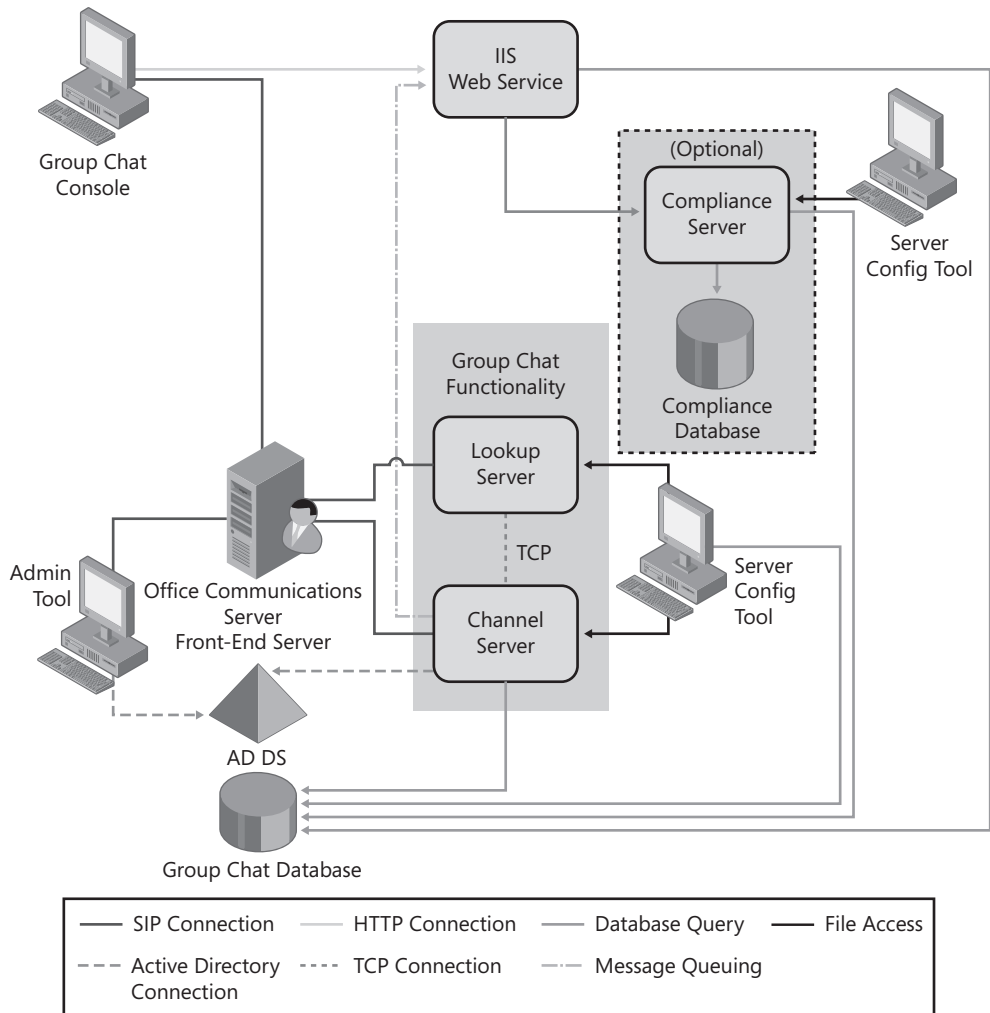 IIS
Web Service
Group Chat
Console
(Optional)
Compliance
Server
Server
Config Tool
Compliance
Database
Group Chat
Functionality
Lookup
Server
TCP
Channel
Server
Server
Config
Tool
Admin
Tool
Office Communications
Server
Front-End Server
AD DS
Group Chat Database
SIP Connection
HTTP Connection
Database Query
File Access
Active Directory
Connection
TCP Connection
Message Queuing